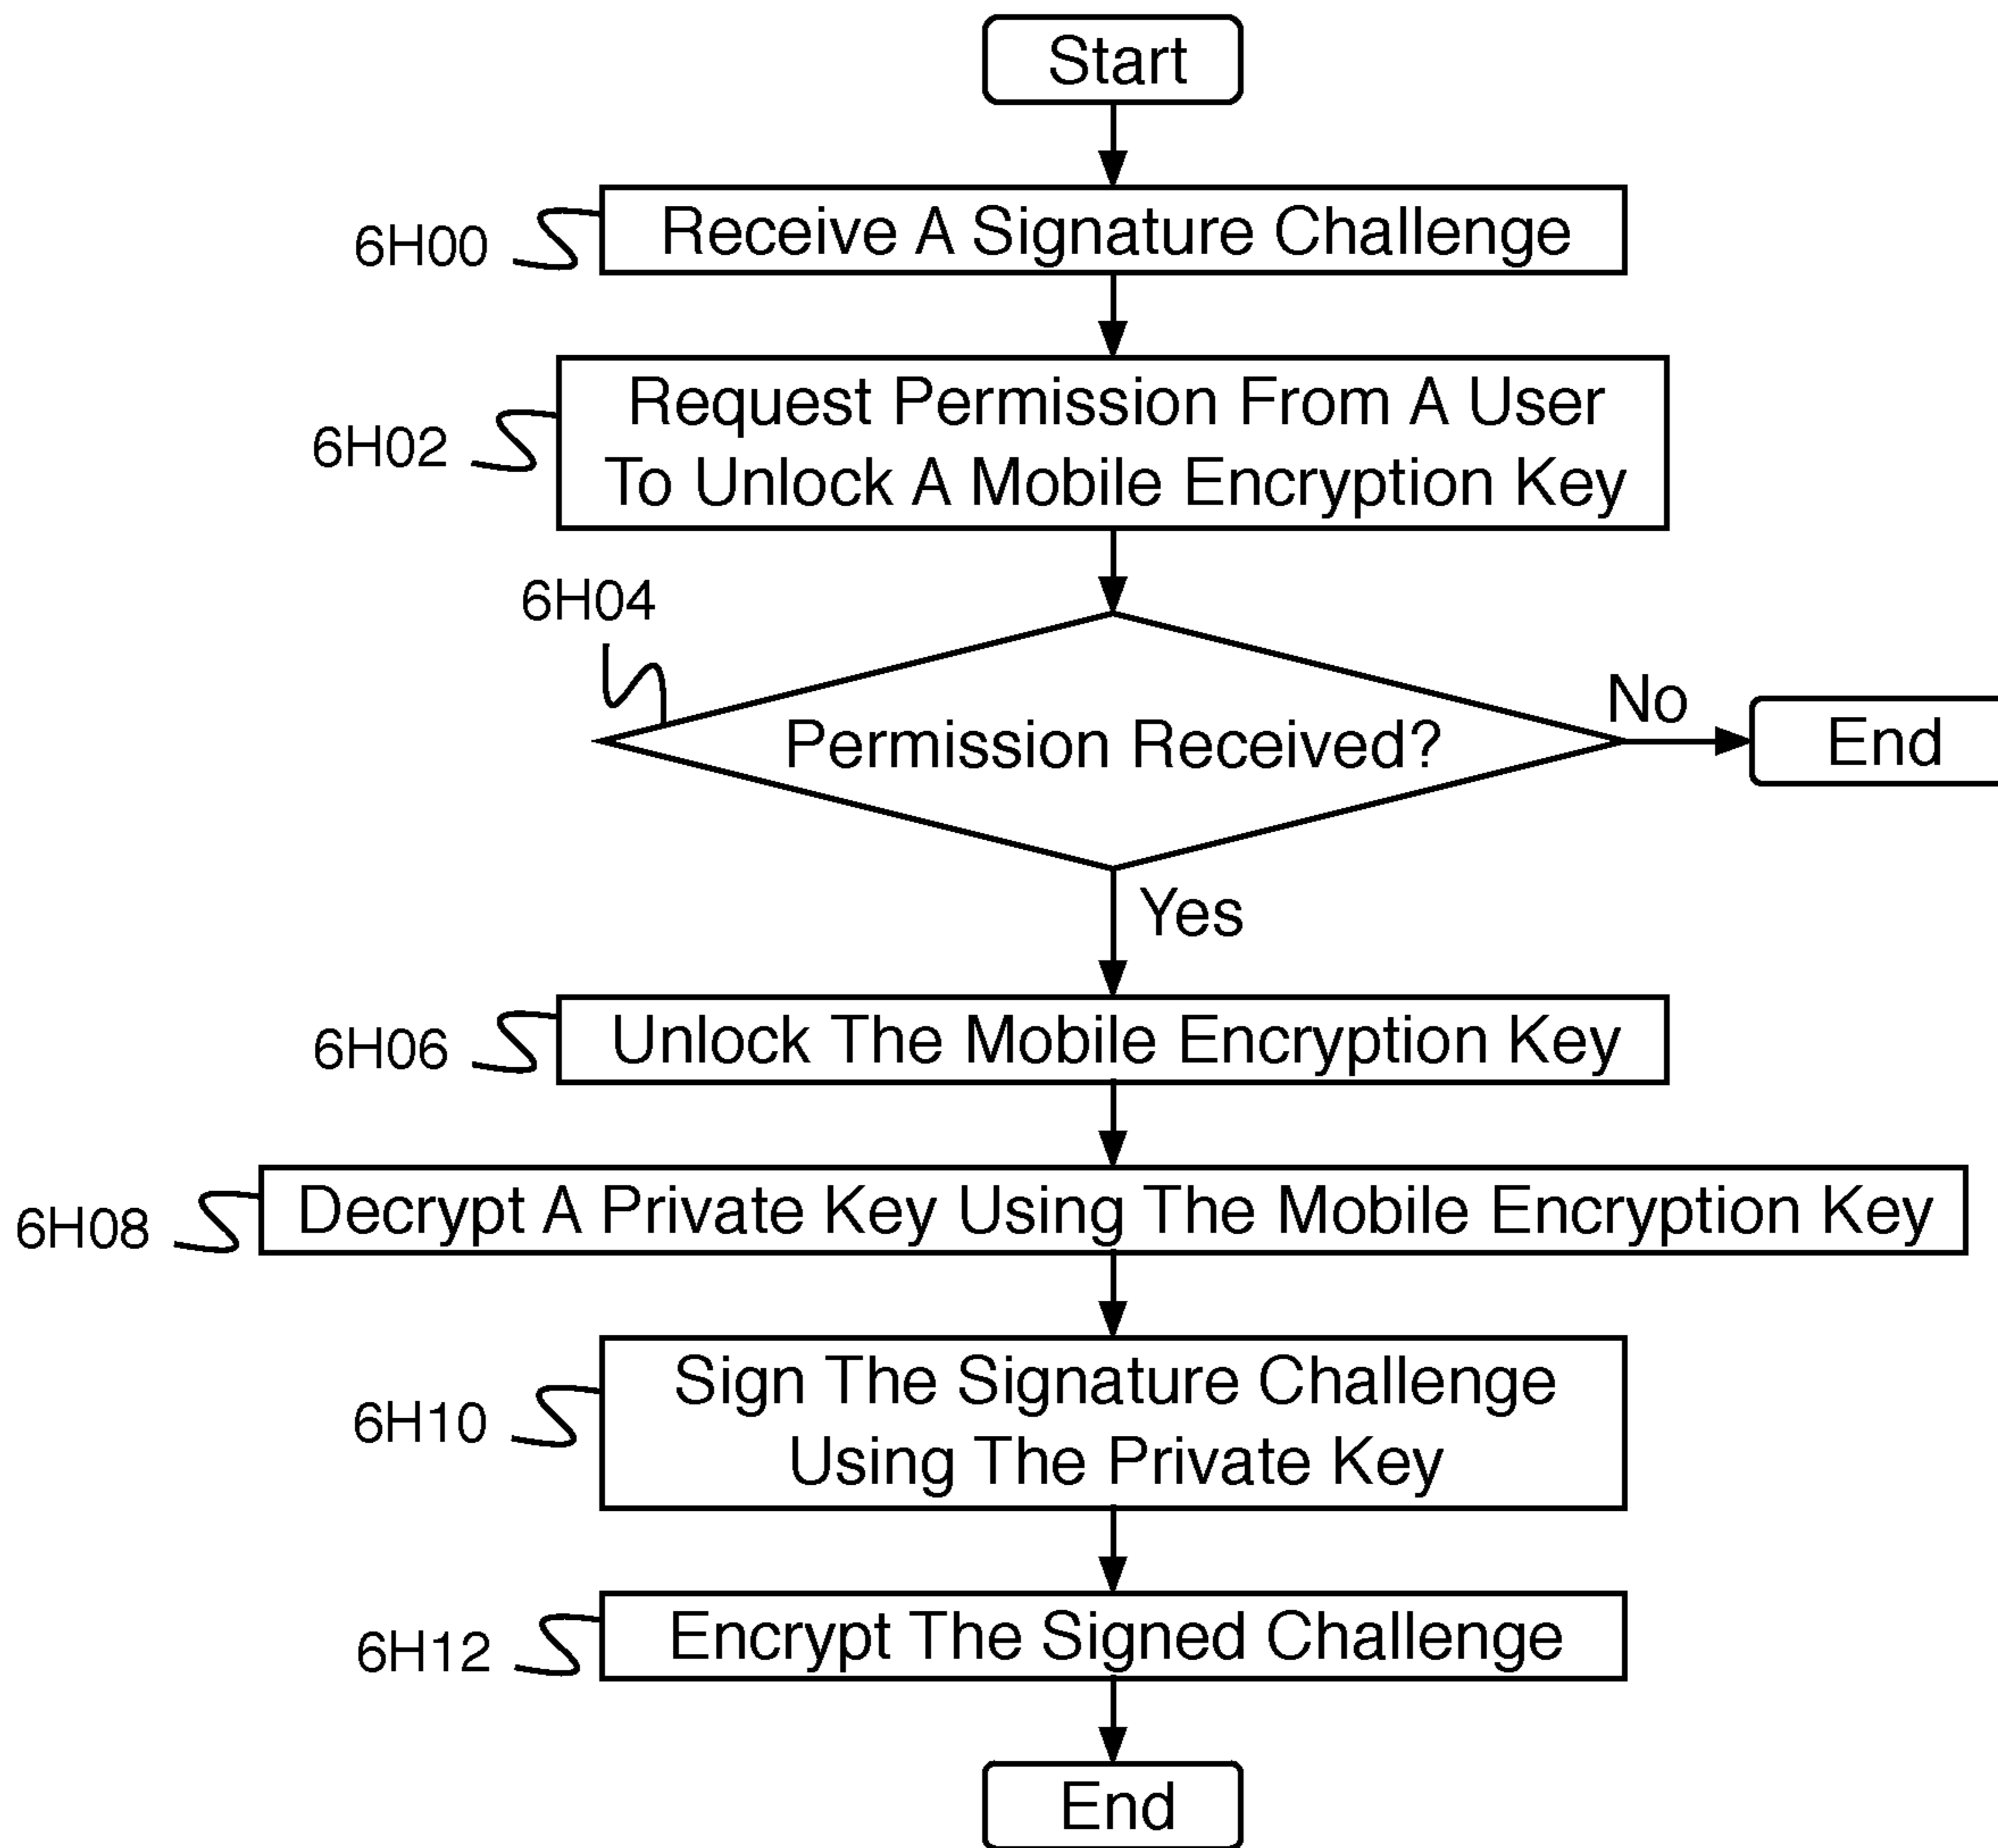 Start
6H00
Receive A Signature Challenge
6H02
Request Permission From A User
To Unlock A Mobile Encryption Key
6H04
Permission Received?
No
End
Yes
6H06
Unlock The Mobile Encryption Key
6H08
Decrypt A Private Key Using The Mobile Encryption Key
6H10
Sign The Signature Challenge
Using The Private Key
6H12
Encrypt The Signed Challenge
End